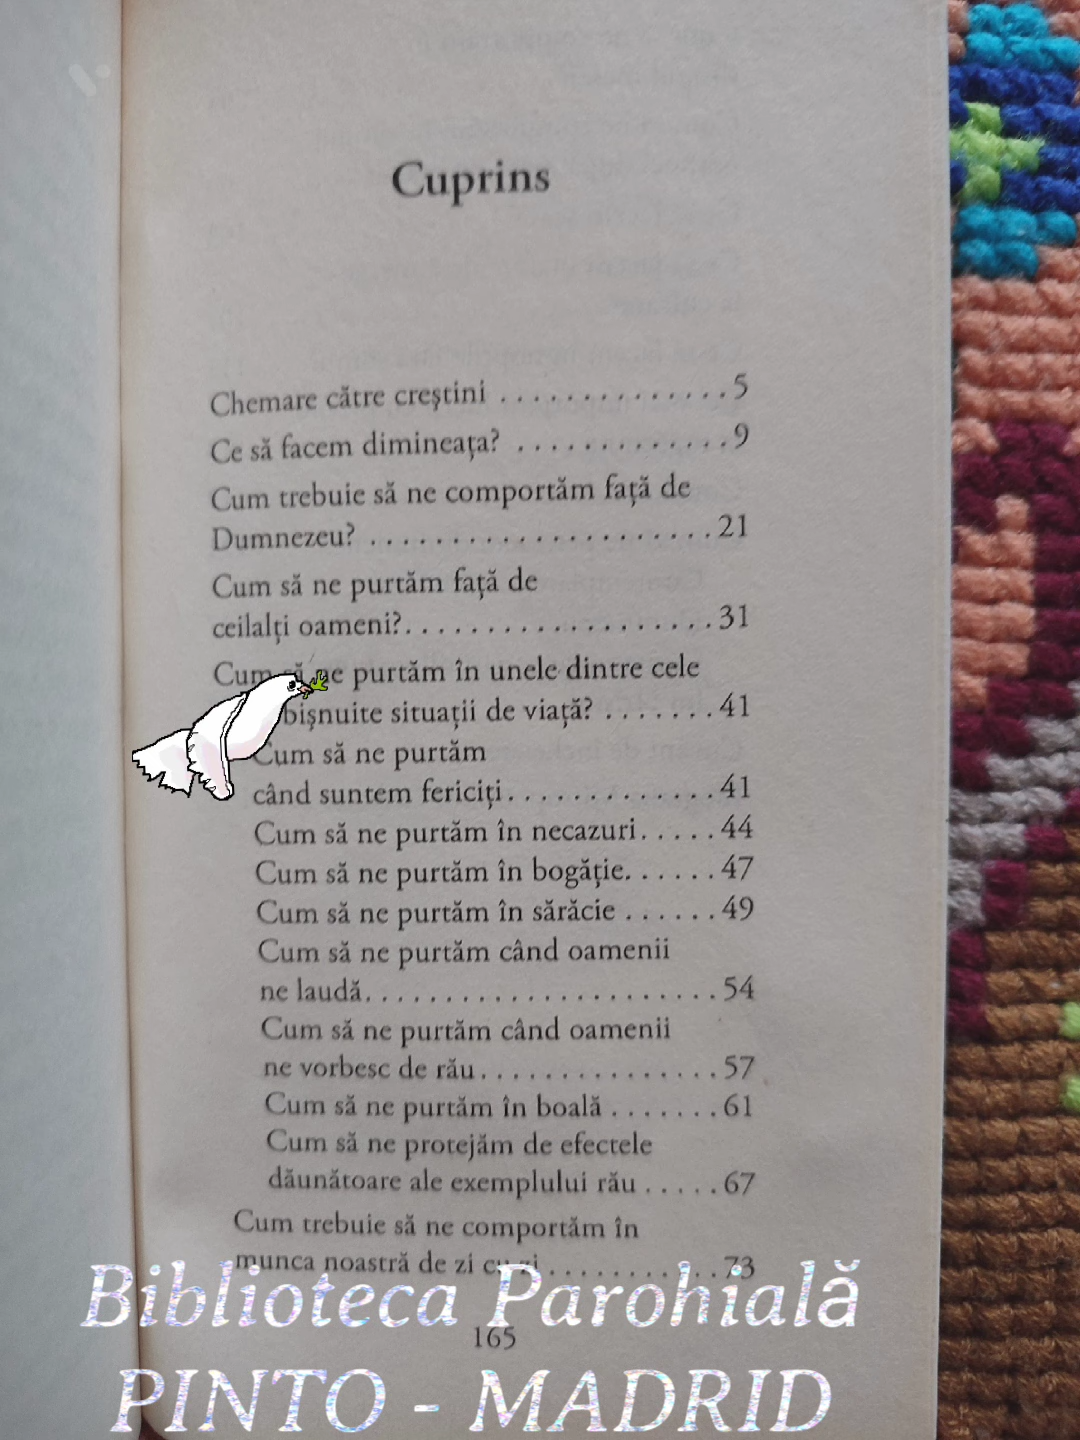 Cuprins
Chemare către creştini . . . . . . . . . . . . . . 5
Ce să facem dimineaţa? . . . . . . . . . . . . . 9
Cum trebuie să ne comportăm faţă de
Dumnezeu? . . . . . . . . . . . . . . . . . . . . . 21
Cum să ne purtăm faţă de
ceilalţi oameni?. . . . . . . . . . . . . . . . . . . 31
Cum să ne purtăm în unele dintre cele
bişnuite situaţii de viaţă? . . . . . . . 41
Cum să ne purtăm
când suntem fericiţi. . . . . . . . . . . . . 41
Cum să ne purtăm în necazuri. . . . . 44
Cum să ne purtăm în bogăţie. . . . . . 47
Cum să ne purtăm în sărăcie . . . . . . 49
Cum să ne purtăm când oamenii
ne laudă. . . . . . . . . . . . . . . . . . . . . . 54
Cum să ne purtăm când oamenii
ne vorbesc de rău. . . . . . . . . . . . . . . 57
Cum să ne purtăm în boală . . . . . . . 61
Cum să ne protejăm de efectele
dăunătoare ale exemplului rău . . . . . 67
Cum trebuie să ne comportăm în
munca noastră de zi cu zi . . . . . . . . . . . 73
165
Biblioteca Parohială
PINTO - MADRID